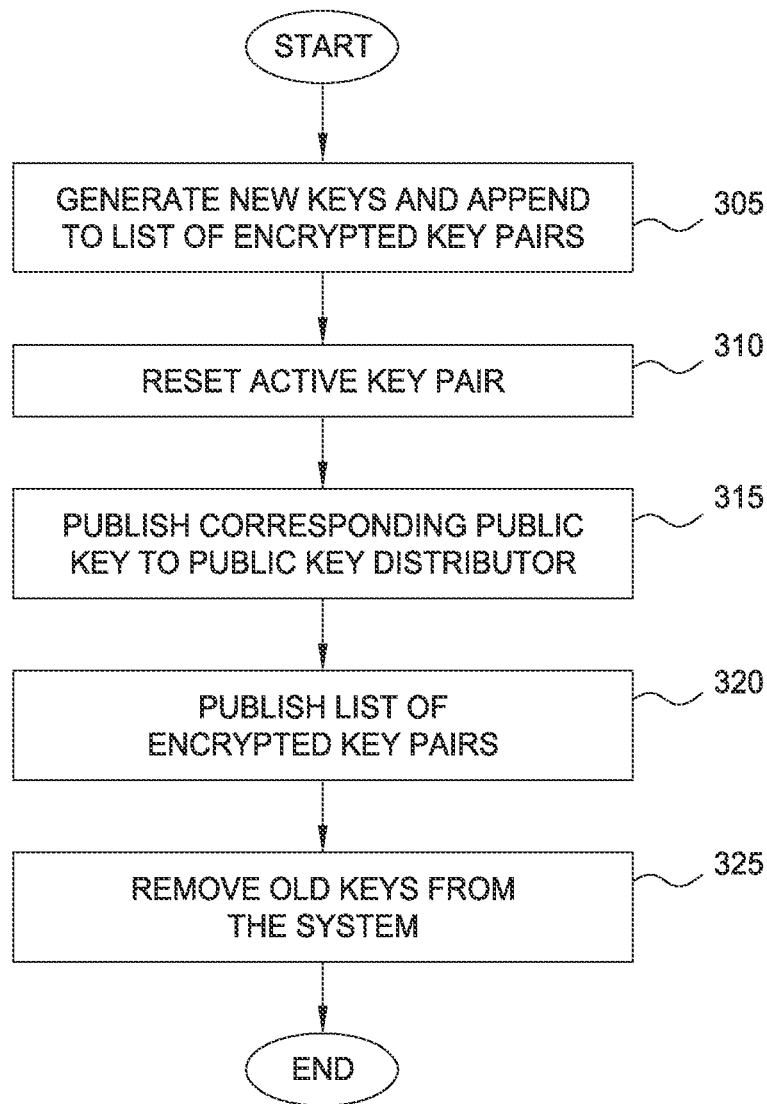 START
GENERATE NEW KEYS AND APPEND
TO LIST OF ENCRYPTED KEY PAIRS
305
RESET ACTIVE KEY PAIR
310
PUBLISH CORRESPONDING PUBLIC
KEY TO PUBLIC KEY DISTRIBUTOR
315
PUBLISH LIST OF
ENCRYPTED KEY PAIRS
320
REMOVE OLD KEYS FROM
THE SYSTEM
325
END